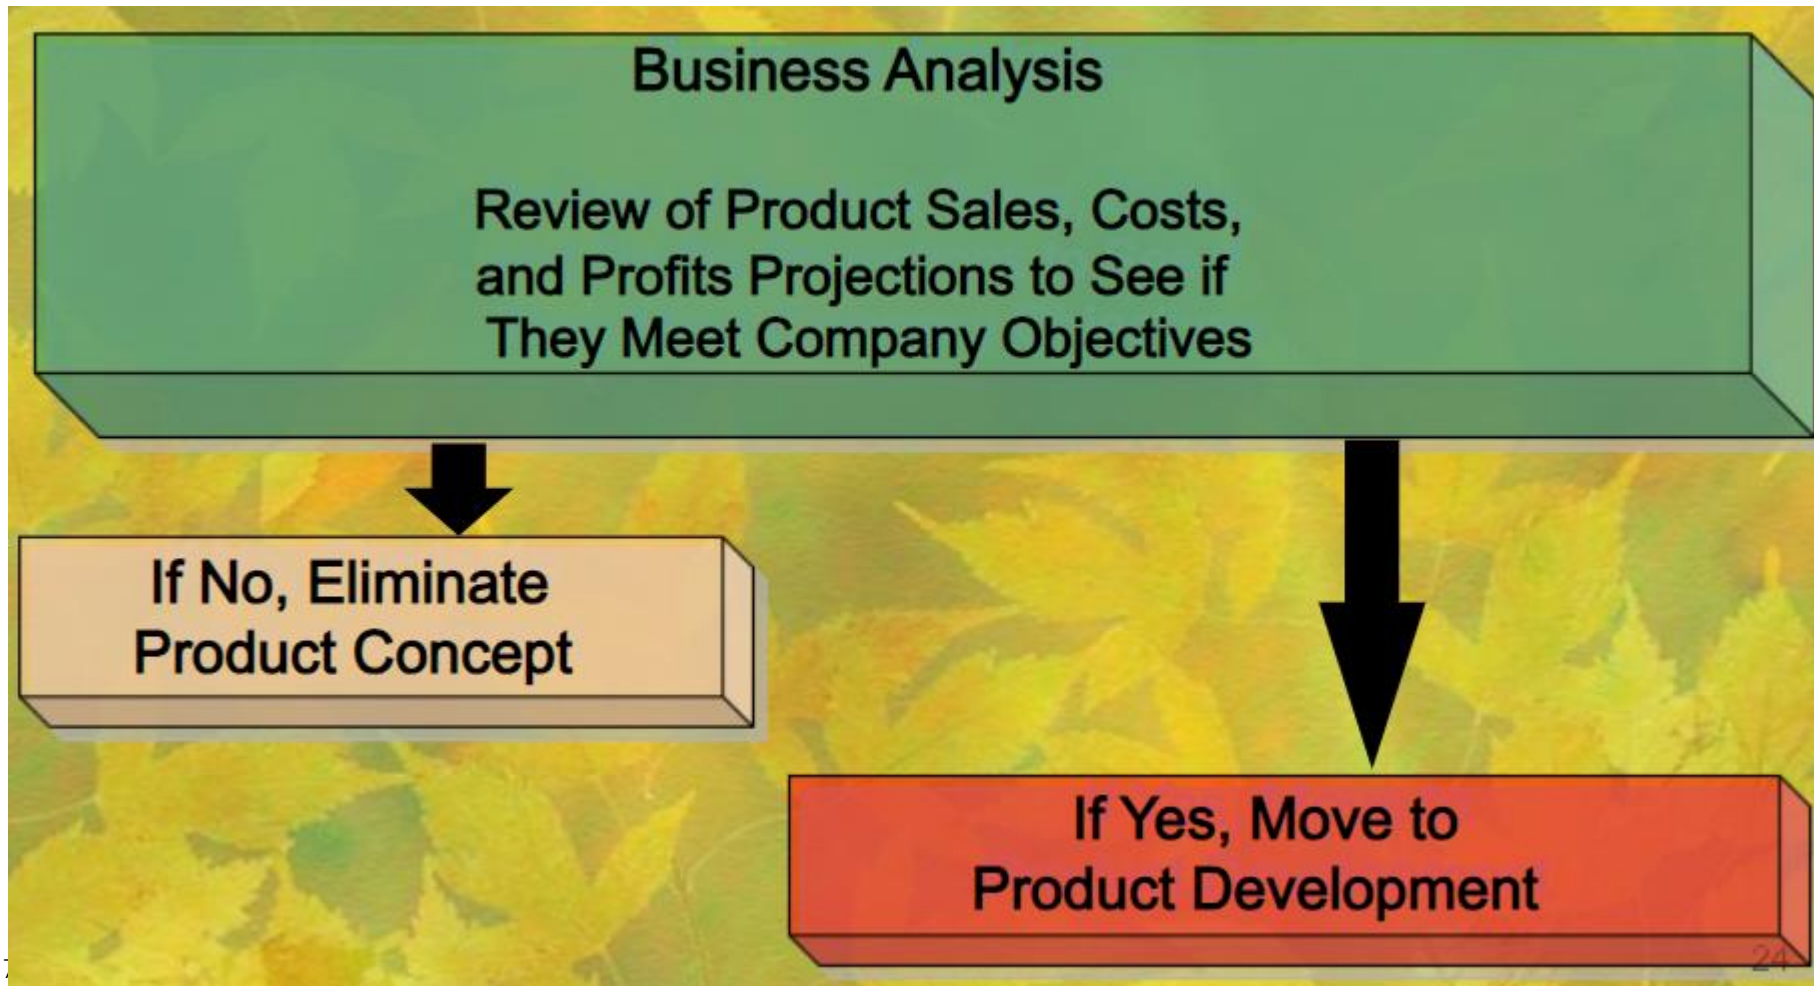 Business Analysis
Review of Product Sales, Costs,
and Profits Projections to See if
They Meet Company Objectives
If No, Eliminate
Product Concept
If Yes, Move to
Product Development
24